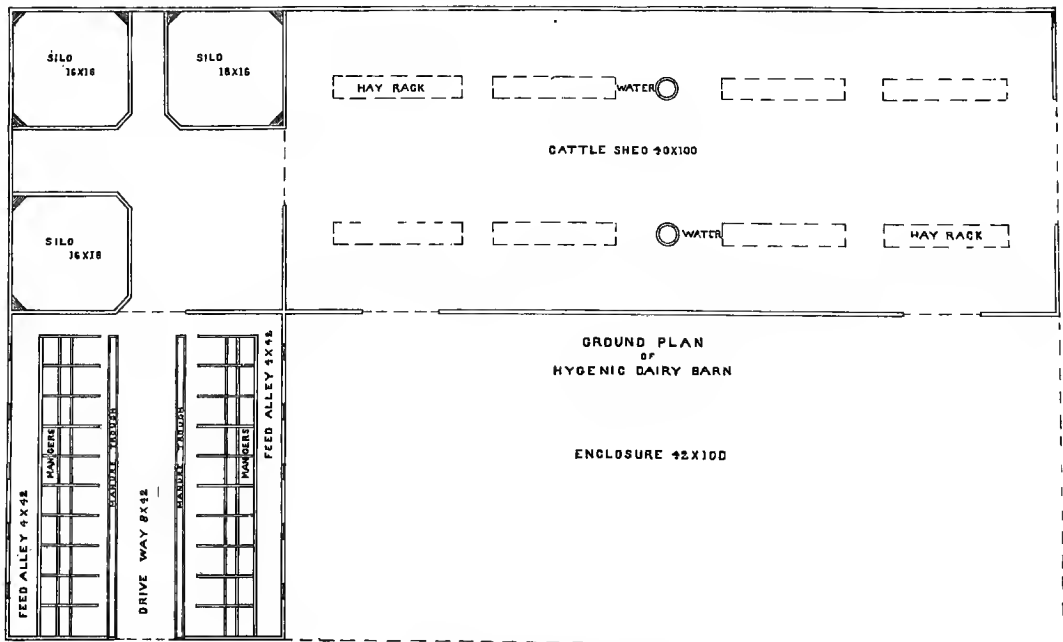 SILO
16X16
SILO
16X16
HAY RACK
WATER
CATTLE SHED 40X100
SILO
16X16
WATER
HAY RACK
GROUND PLAN
OF
HYGENIC DAIRY BARN
ENCLOSURE 42X100
FEED ALLEY 4X42
MANGERS
MANURE TROUGH
DRIVE WAY 8X42
MANURE TROUGH
MANGERS
FEED ALLEY 4X42